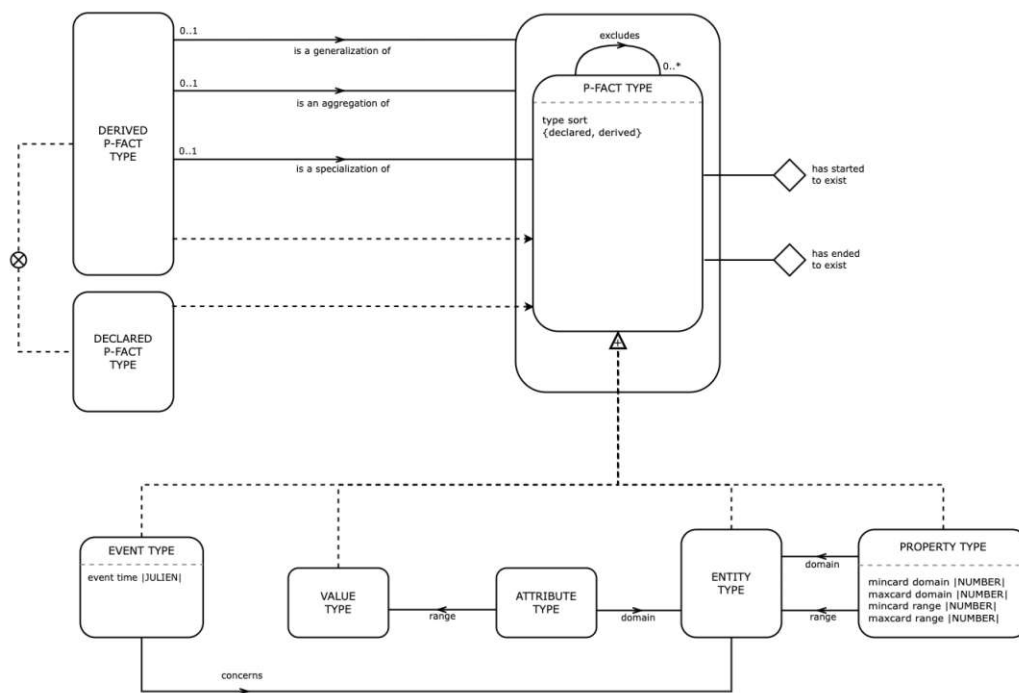 0..1
is a generalization of
0..1
is an aggregation of
0..1
is a specialization of
DERIVED
P-FACT
TYPE
DECLARED
P-FACT
TYPE
excludes
0..*
P-FACT TYPE
type sort
{declared, derived}
has started
to exist
has ended
to exist
EVENT TYPE
event time |JULIEN|
VALUE
TYPE
range
ATTRIBUTE
TYPE
domain
ENTITY
TYPE
domain
range
PROPERTY TYPE
mincard domain |NUMBER|
maxcard domain |NUMBER|
mincard range |NUMBER|
maxcard range |NUMBER|
concerns